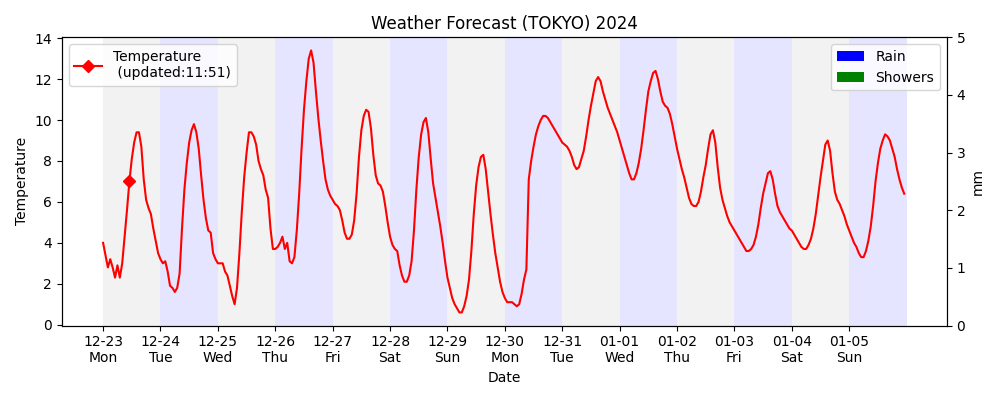 Weather Forecast (TOKYO) 2024
Temperature
(updated:11:51)
Rain
Showers
14
12
10
8
6
4
2
0
Temperature
5
4
3
2
1
0
mm
12-23 12-24 12-25 12-26 12-27 12-28 12-29 12-30 12-31 01-01 01-02 01-03 01-04 01-05
Mon Tue Wed Thu Fri Sat Sun Mon Tue Wed Thu Fri Sat Sun
Date